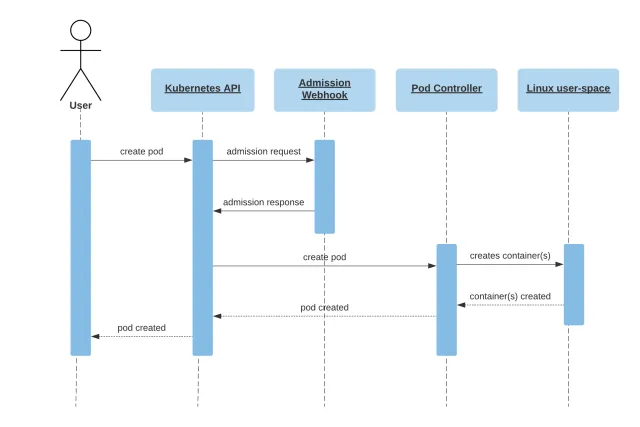 User
Kubernetes API
Admission
Webhook
Pod Controller
Linux user-space
create pod
admission request
admission response
create pod
creates container(s)
container(s) created
pod created
pod created